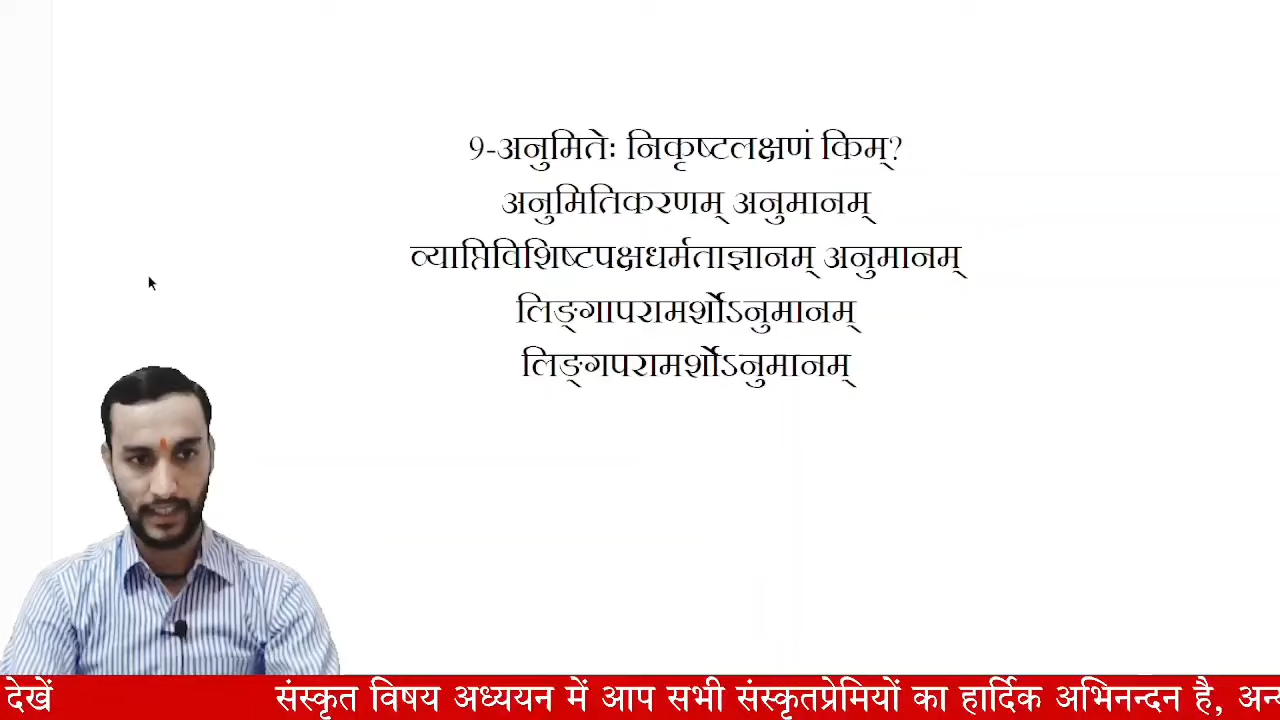 9-अनुमितेः निकृष्टलक्षणं किम्?
अनुमितिकरणम् अनुमानम्
व्याप्तिविशिष्टपक्षधर्मताज्ञानम् अनुमानम्
लिङ्गापरामर्शोऽनुमानम्
लिङ्गपरामर्शोऽनुमानम्
देखें संस्कृत विषय अध्ययन में आप सभी संस्कृतप्रेमियों का हार्दिक अभिनन्दन है,